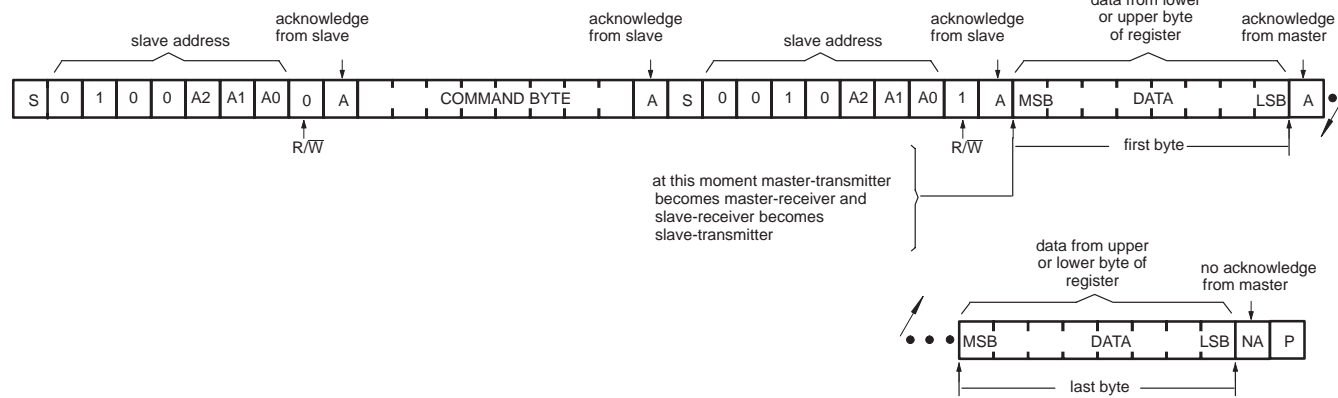 acknowledge
from slave
slave address
acknowledge
from slave
slave address
acknowledge
from slave
data from lower
or upper byte
of register
acknowledge
from master
S 0 1 0 0 A2 A1 A0 0 A COMMAND BYTE A S 0 0 1 0 A2 A1 A0 1 A MSB DATA LSB A
R/W̅
R/W̅
first byte
at this moment master-transmitter
becomes master-receiver and
slave-receiver becomes
slave-transmitter
data from upper
or lower byte of
register
no acknowledge
from master
MSB DATA LSB NA P
last byte